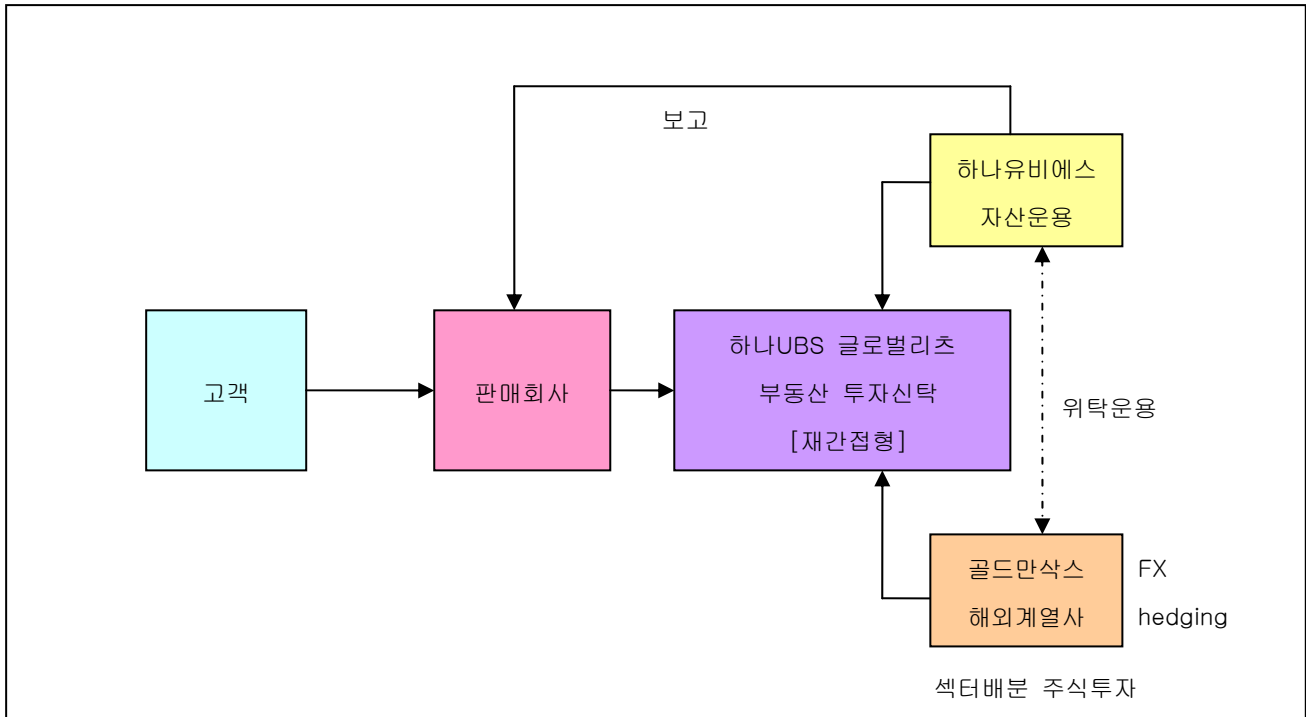 보고
하나유비에스
자산운용
고객
판매회사
하나UBS 글로벌리츠
부동산 투자신탁
[재간접형]
위탁운용
골드만삭스
해외계열사
FX
hedging
섹터배분 주식투자